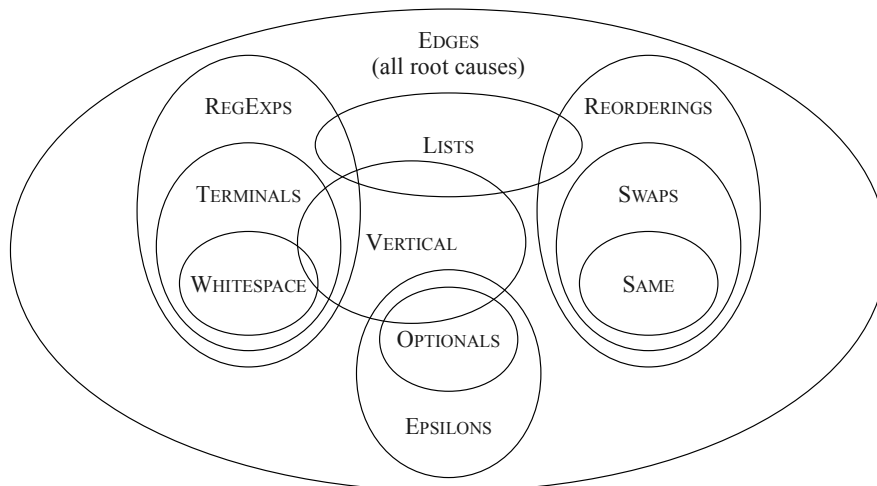 EDGES
(all root causes)
REGEXPS
REORDERINGS
LISTS
TERMINALS
SWAPS
VERTICAL
WHITESPACE
SAME
OPTIONALS
EPSILONS